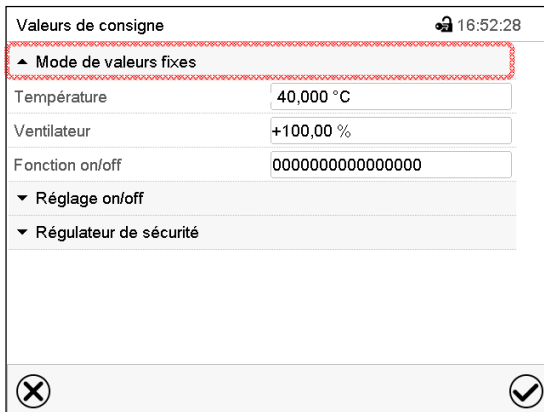 Valeurs de consigne 16:52:28
Mode de valeurs fixes
Température 40,000 °C
Ventilateur +100,00 %
Fonction on/off 0000000000000000
Réglage on/off
Régulateur de sécurité